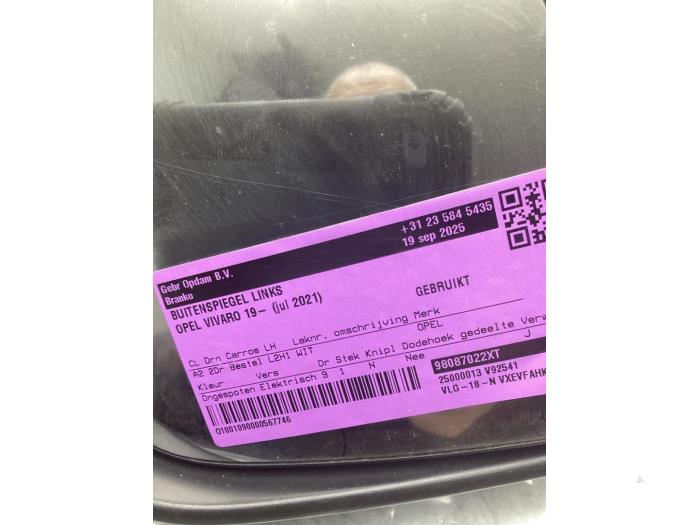 Gebr Opdam B.V.
Branko
+31 23 584 5435
19 sep 2025
BUITENSPIEGEL LINKS
OPEL VIVARO 19- (jul 2021)
GEBRUIKT
CL Drn Carros LH Laknr. omschrijving Merk
A2 2Dr Bestel L2H1 WIT OPEL
Kleur Vers Dr Stek Knipl Dodehoek gedeelte Verw
Ongespoten Elektrisch 9 1 N Nee J
98087022XT
25000013 V92541
VLG-18-N VXEVFAHK
O1001090000567746